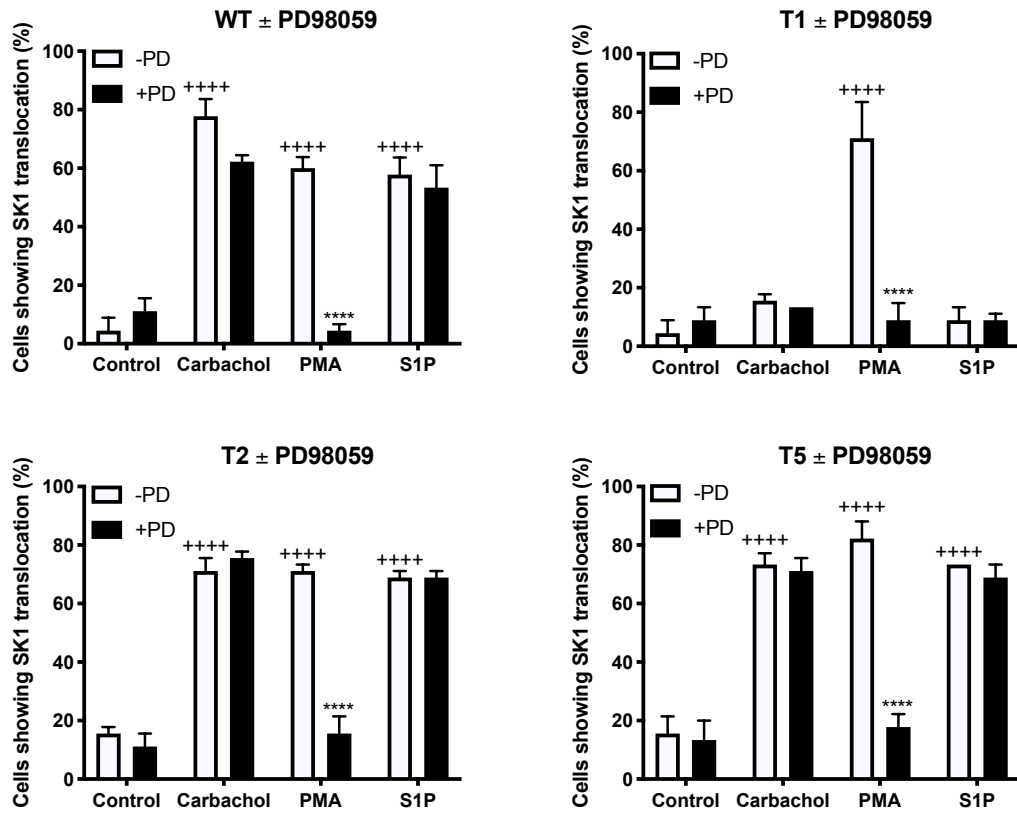 WT ± PD98059
Cells showing SK1 translocation (%)
100
80
60
40
20
0
-PD
+PD
++++
++++
++++
****
Control Carbachol PMA S1P
T1 ± PD98059
Cells showing SK1 translocation (%)
100
80
60
40
20
0
-PD
+PD
++++
****
Control Carbachol PMA S1P
T2 ± PD98059
Cells showing SK1 translocation (%)
100
80
60
40
20
0
-PD
+PD
++++
++++
++++
****
Control Carbachol PMA S1P
T5 ± PD98059
Cells showing SK1 translocation (%)
100
80
60
40
20
0
-PD
+PD
++++
++++
++++
****
Control Carbachol PMA S1P